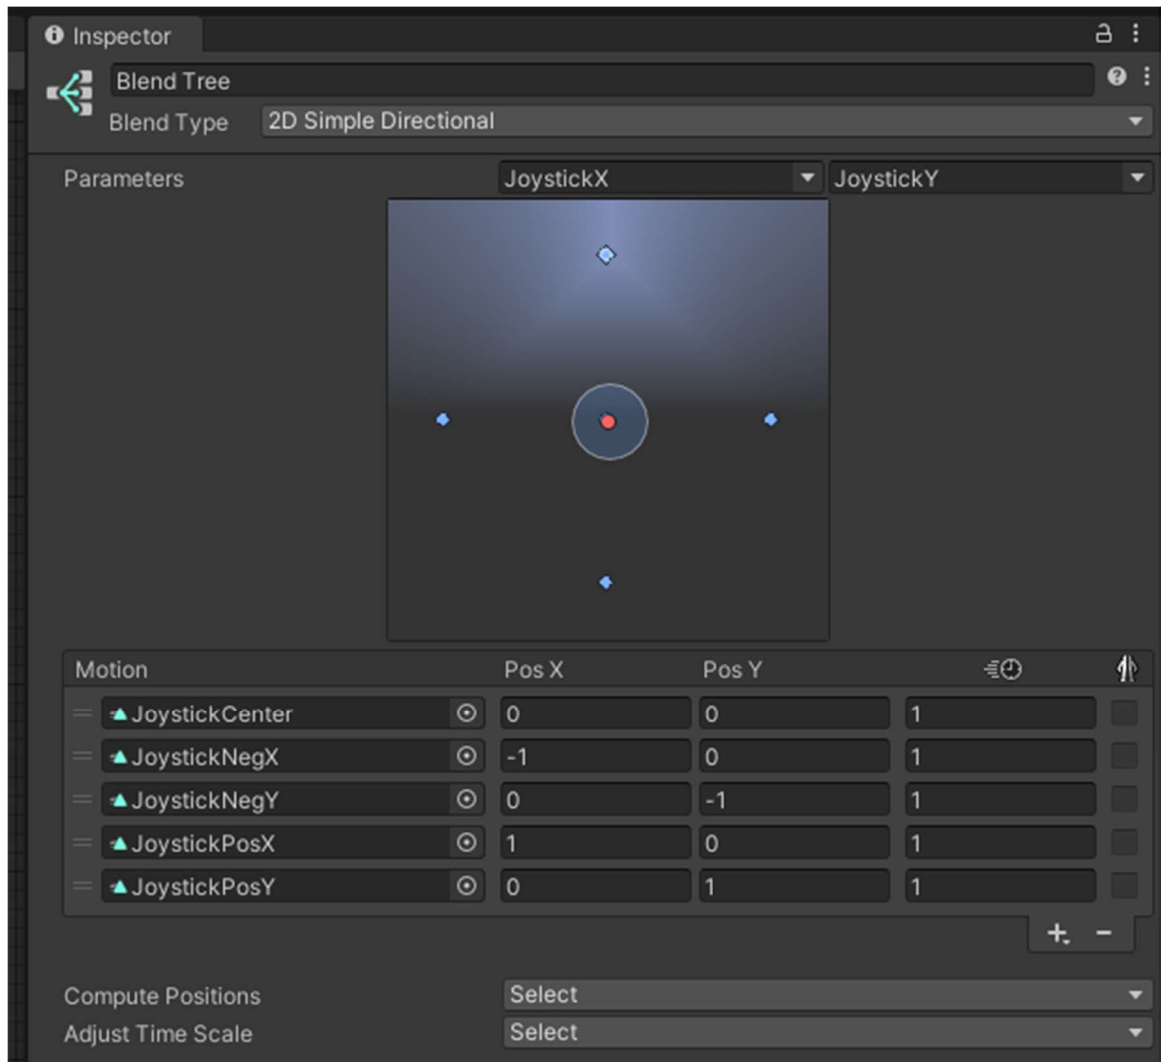 Inspector
Blend Tree
Blend Type 2D Simple Directional
Parameters JoystickX JoystickY
Motion Pos X Pos Y
JoystickCenter 0 0 1
JoystickNegX -1 0 1
JoystickNegY 0 -1 1
JoystickPosX 1 0 1
JoystickPosY 0 1 1
Compute Positions Select
Adjust Time Scale Select